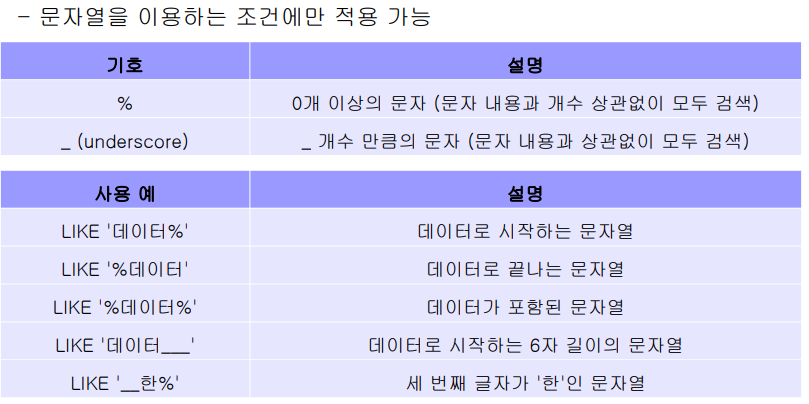 - 문자열을 이용하는 조건에만 적용 가능
기호 설명
% 0개 이상의 문자 (문자 내용과 개수 상관없이 모두 검색)
_ (underscore) _ 개수 만큼의 문자 (문자 내용과 상관없이 모두 검색)
사용 예 설명
LIKE '데이터%' 데이터로 시작하는 문자열
LIKE '%데이터' 데이터로 끝나는 문자열
LIKE '%데이터%' 데이터가 포함된 문자열
LIKE '데이터___' 데이터로 시작하는 6자 길이의 문자열
LIKE '__한%' 세 번째 글자가 '한'인 문자열